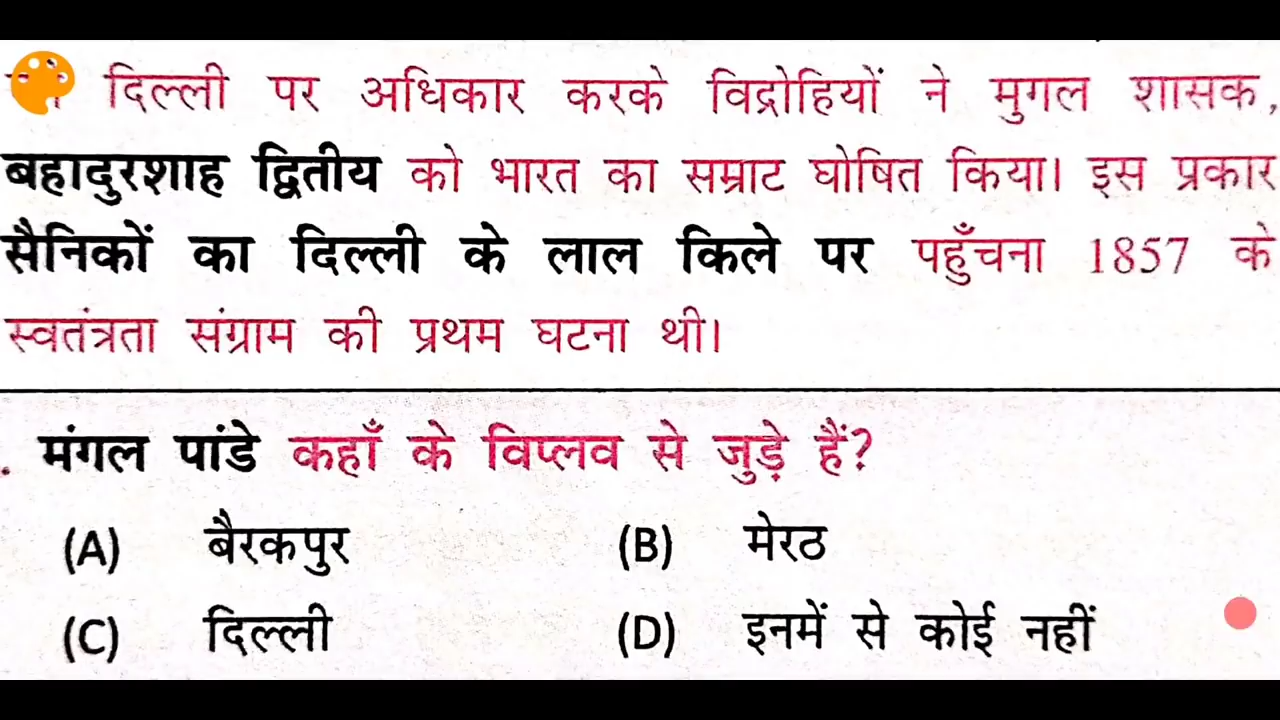 दिल्ली पर अधिकार करके विद्रोहियों ने मुगल शासक,
बहादुरशाह द्वितीय को भारत का सम्राट घोषित किया। इस प्रकार
सैनिकों का दिल्ली के लाल किले पर पहुँचना 1857 के
स्वतंत्रता संग्राम की प्रथम घटना थी।
मंगल पांडे कहाँ के विप्लव से जुड़े हैं?
(A) बैरकपुर (B) मेरठ
(C) दिल्ली (D) इनमें से कोई नहीं